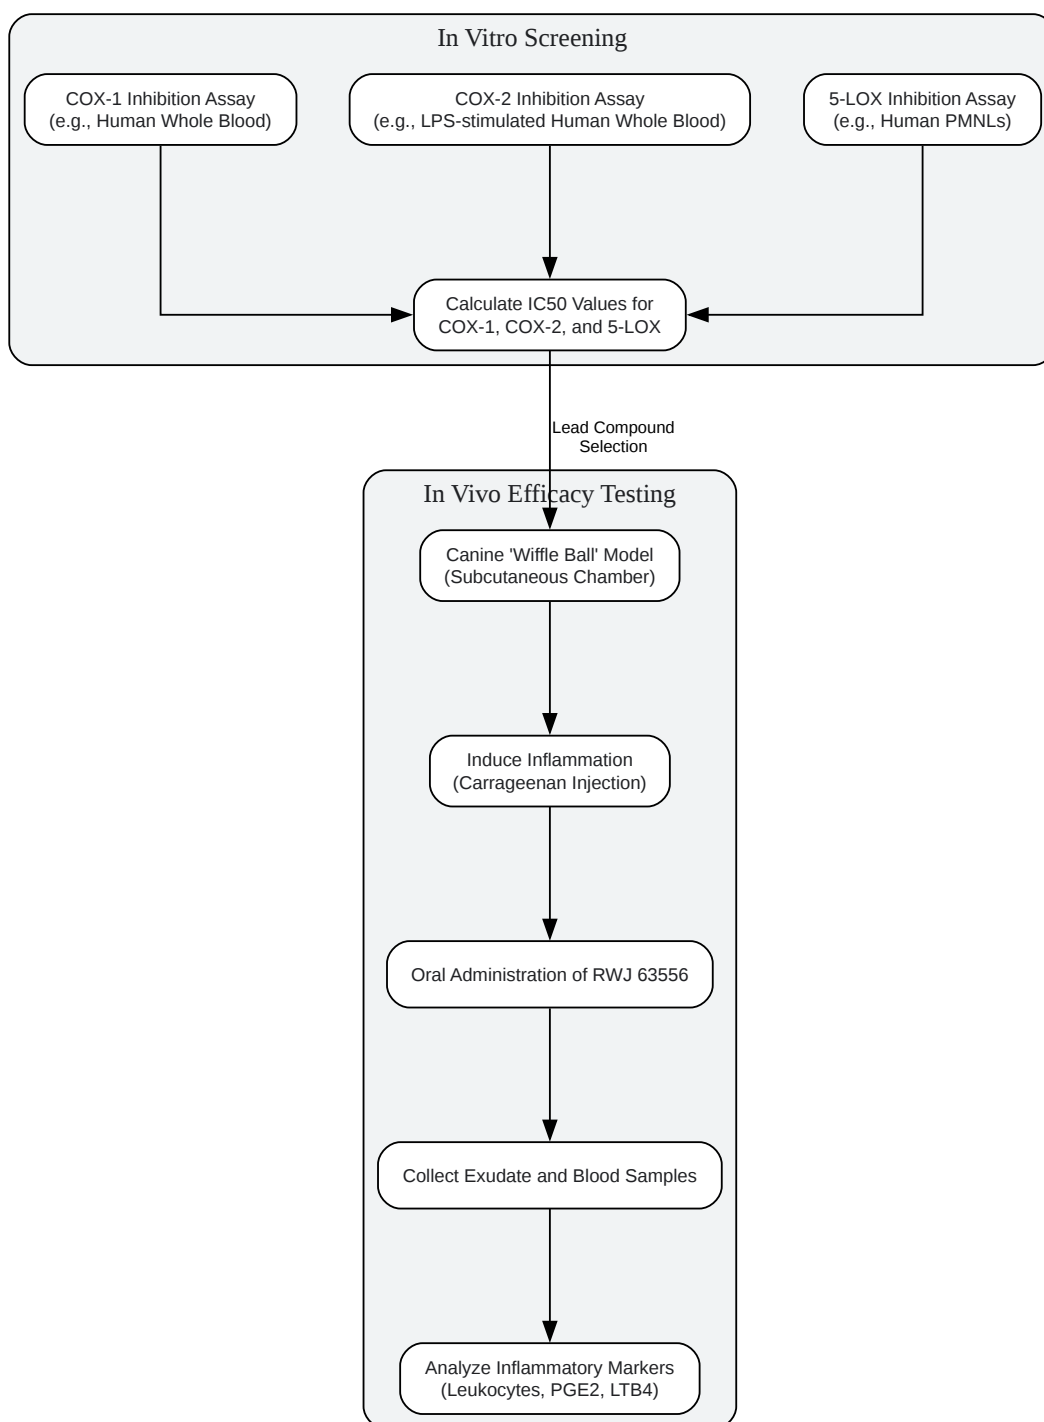 In Vitro Screening
COX-1 Inhibition Assay
(e.g., Human Whole Blood)
COX-2 Inhibition Assay
(e.g., LPS-stimulated Human Whole Blood)
5-LOX Inhibition Assay
(e.g., Human PMNLs)
Calculate IC50 Values for
COX-1, COX-2, and 5-LOX
Lead Compound
Selection
In Vivo Efficacy Testing
Canine 'Wiffle Ball' Model
(Subcutaneous Chamber)
Induce Inflammation
(Carrageenan Injection)
Oral Administration of RWJ 63556
Collect Exudate and Blood Samples
Analyze Inflammatory Markers
(Leukocytes, PGE2, LTB4)